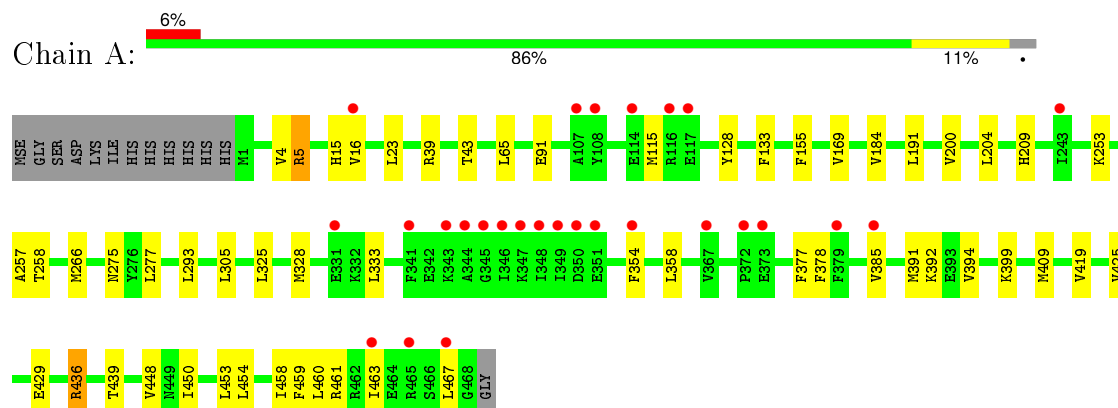 6%
Chain A:
86% 11% •
MSE GLY SER ASP LYS ILE HIS HIS HIS HIS HIS HIS M1 V4 R5 H15 V16 L23 R39 T43 L65 E91 A107 Y108 E114 M115 R116 E117 Y128 F133 F155 V169 V184 L191 V200 L204 H209 I243 K253
A257 T258 M266 N275 Y276 L277 L293 L305 L325 M328 E331 K332 L333 F341 E342 K343 A344 G345 I346 K347 I348 I349 D350 E351 F354 L358 V367 P372 E373 F377 F378 F379 V385 M391 K392 E393 V394 K399 M409 V419
E429 R436 T439 V448 N449 I450 L453 L454 I458 F459 L460 R461 R462 I463 E464 R465 S466 L467 G468 GLY